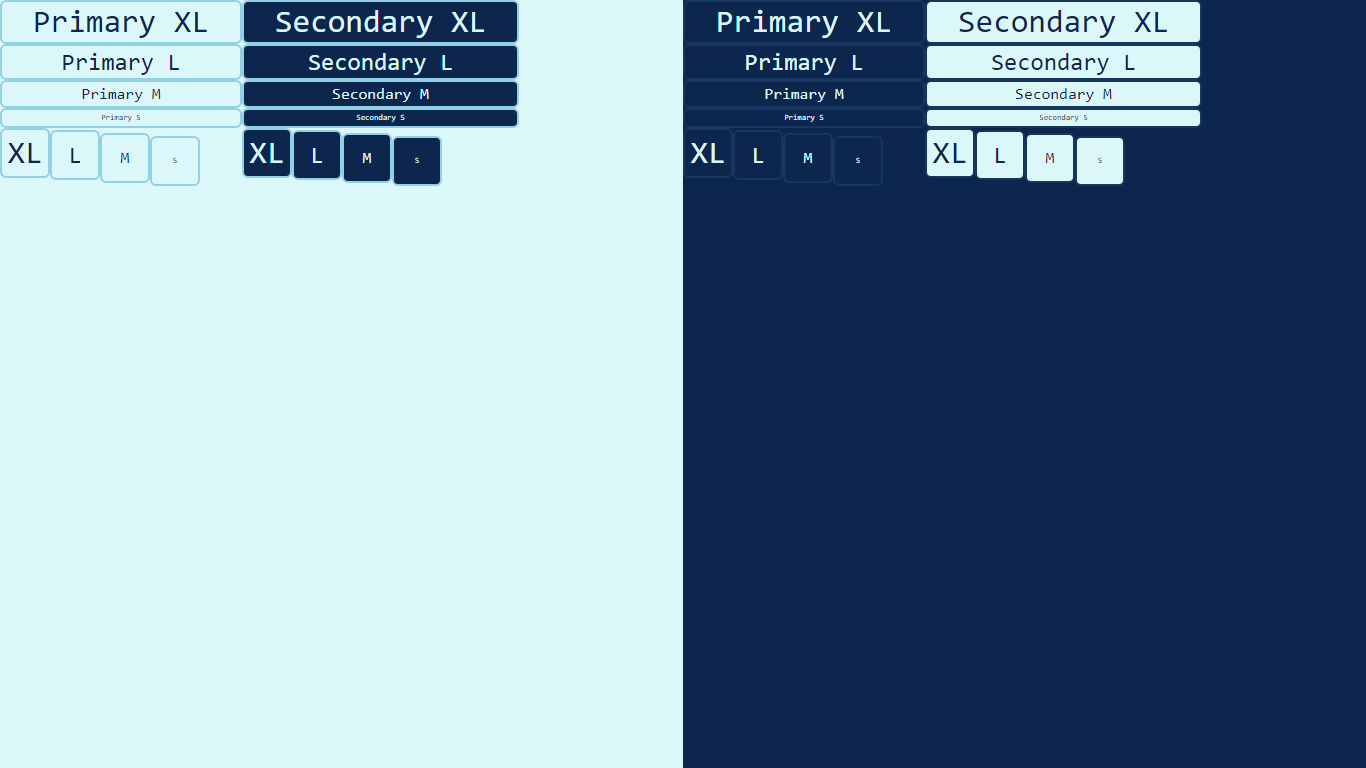 Primary XL Secondary XL Primary XL Secondary XL
Primary L Secondary L Primary L Secondary L
Primary M Secondary M Primary M Secondary M
Primary S Secondary S Primary S Secondary S
XL L M s XL L M s XL L M s XL L M s